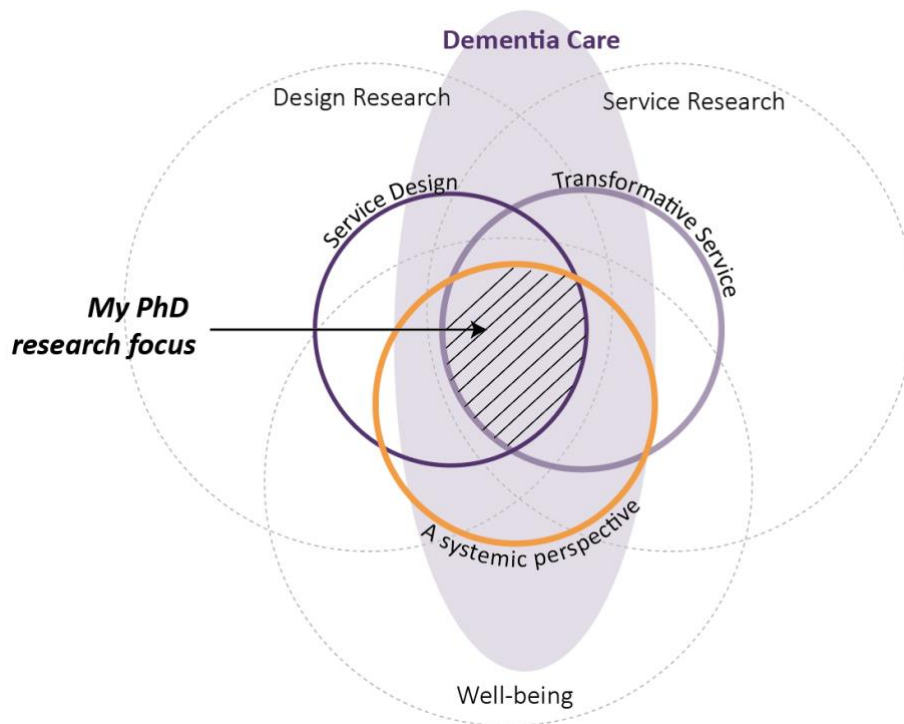 Dementia Care
Design Research
Service Research
Service Design
Transformative Service
My PhD
research focus
A systemic perspective
Well-being